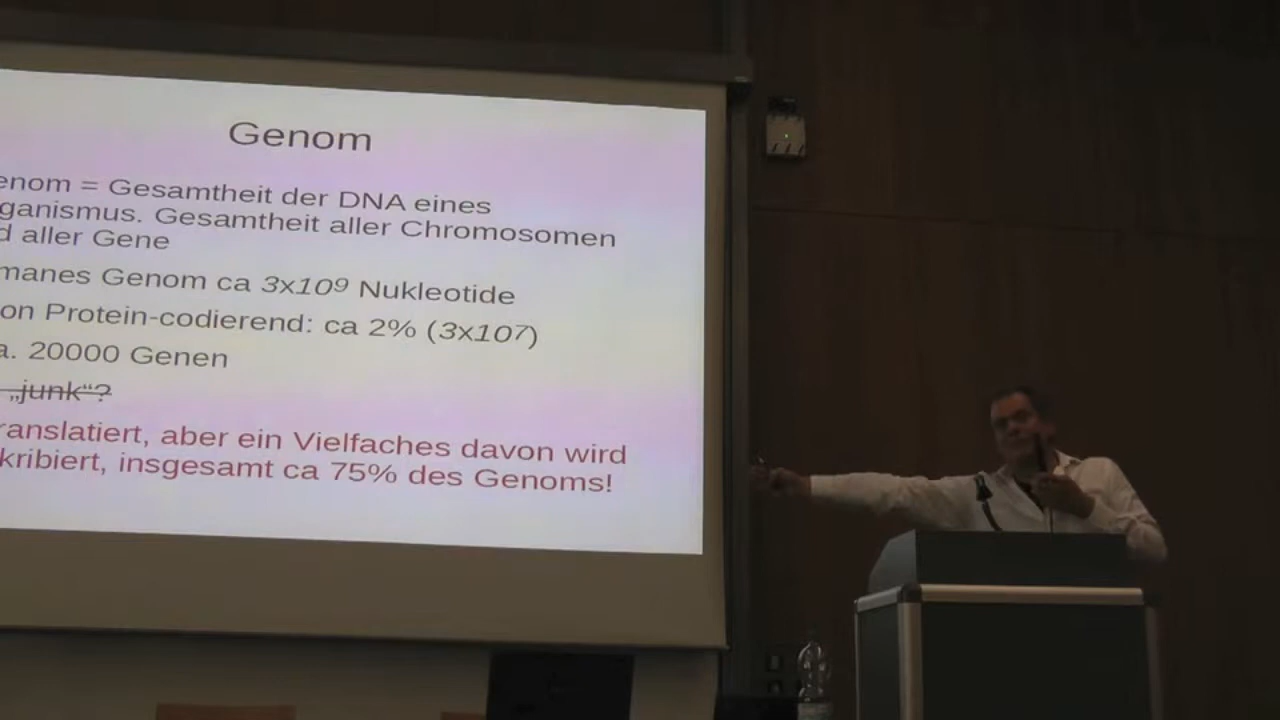 Genom
enom = Gesamtheit der DNA eines
ganismus. Gesamtheit aller Chromosomen
d aller Gene
manes Genom ca 3x10⁹ Nukleotide
on Protein-codierend: ca 2% (3x10⁷)
a. 20000 Genen
„junk“?
ranslatiert, aber ein Vielfaches davon wird
kribiert, insgesamt ca 75% des Genoms!